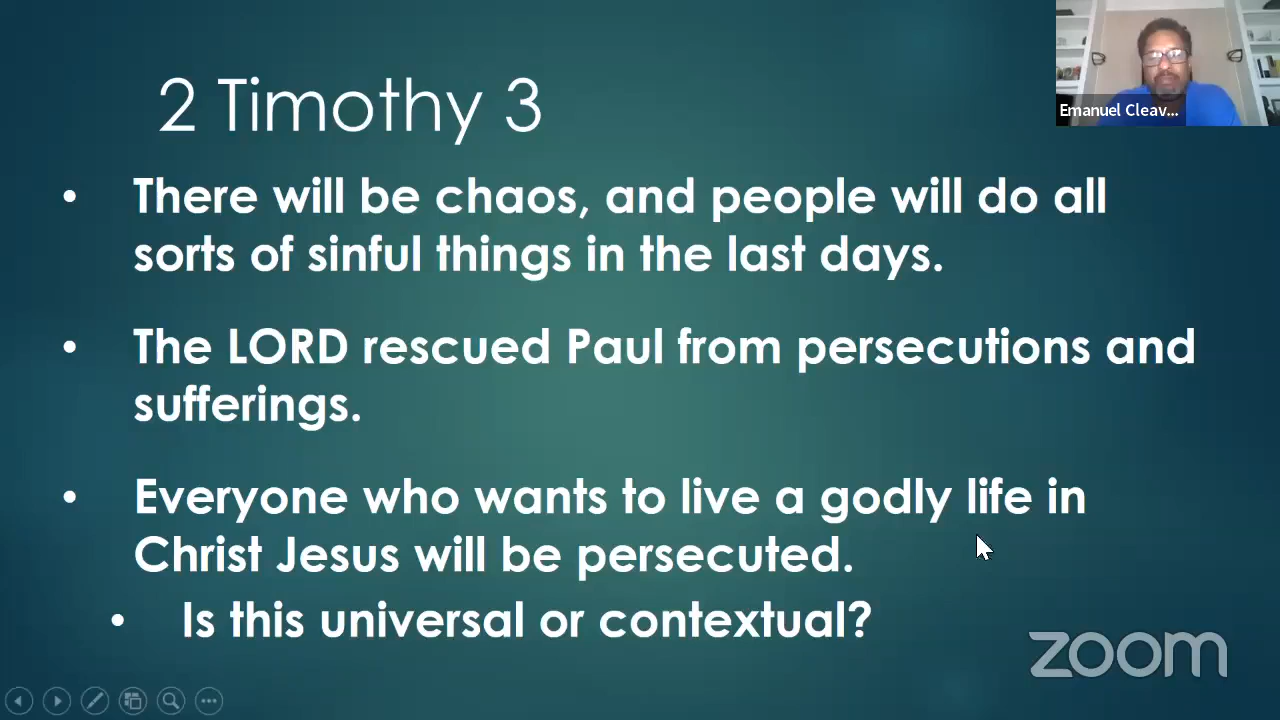 2 Timothy 3
Emanuel Cleav...
• There will be chaos, and people will do all
sorts of sinful things in the last days.
• The LORD rescued Paul from persecutions and
sufferings.
• Everyone who wants to live a godly life in
Christ Jesus will be persecuted.
• Is this universal or contextual?
zoom